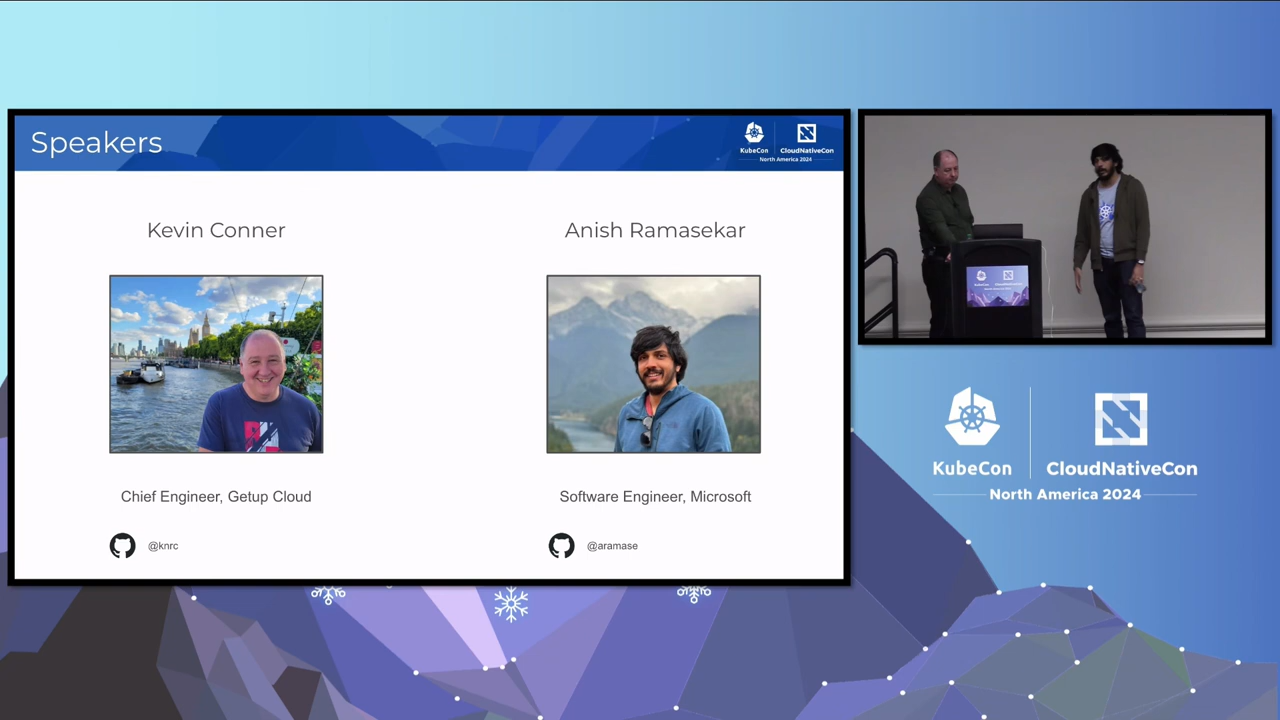 Speakers
KubeCon
CloudNativeCon
North America 2024
Kevin Conner
Anish Ramasekar
Chief Engineer, Getup Cloud
Software Engineer, Microsoft
@knrc
@aramase
KubeCon
CloudNativeCon
North America 2024